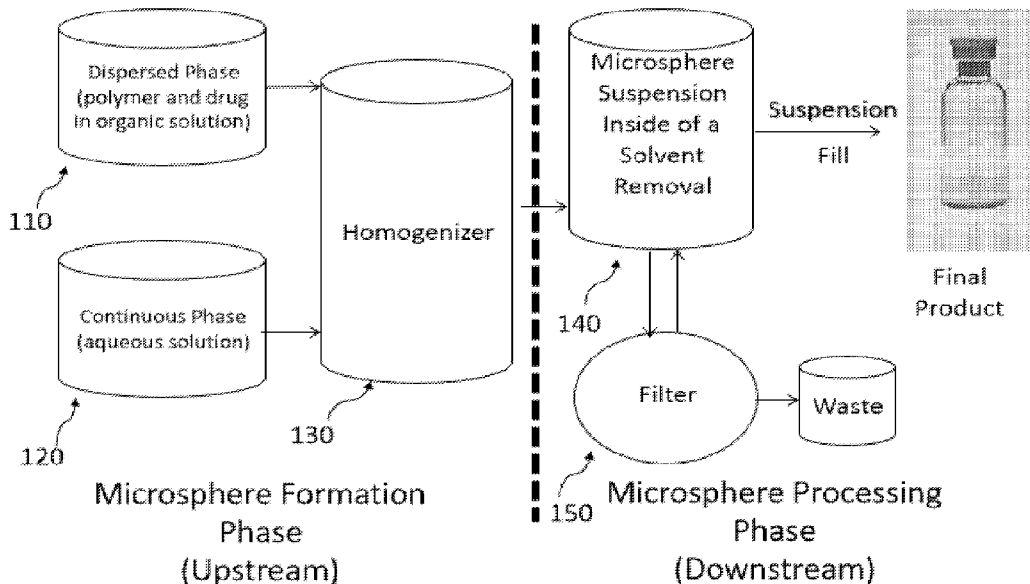 Dispersed Phase
(polymer and drug
in organic solution)
110
Continuous Phase
(aqueous solution)
120
Homogenizer
130
Microsphere Formation
Phase
(Upstream)
Microsphere
Suspension
Inside of a
Solvent
Removal
140
Suspension
Fill
Final
Product
Filter
150
Waste
Microsphere Processing
Phase
(Downstream)